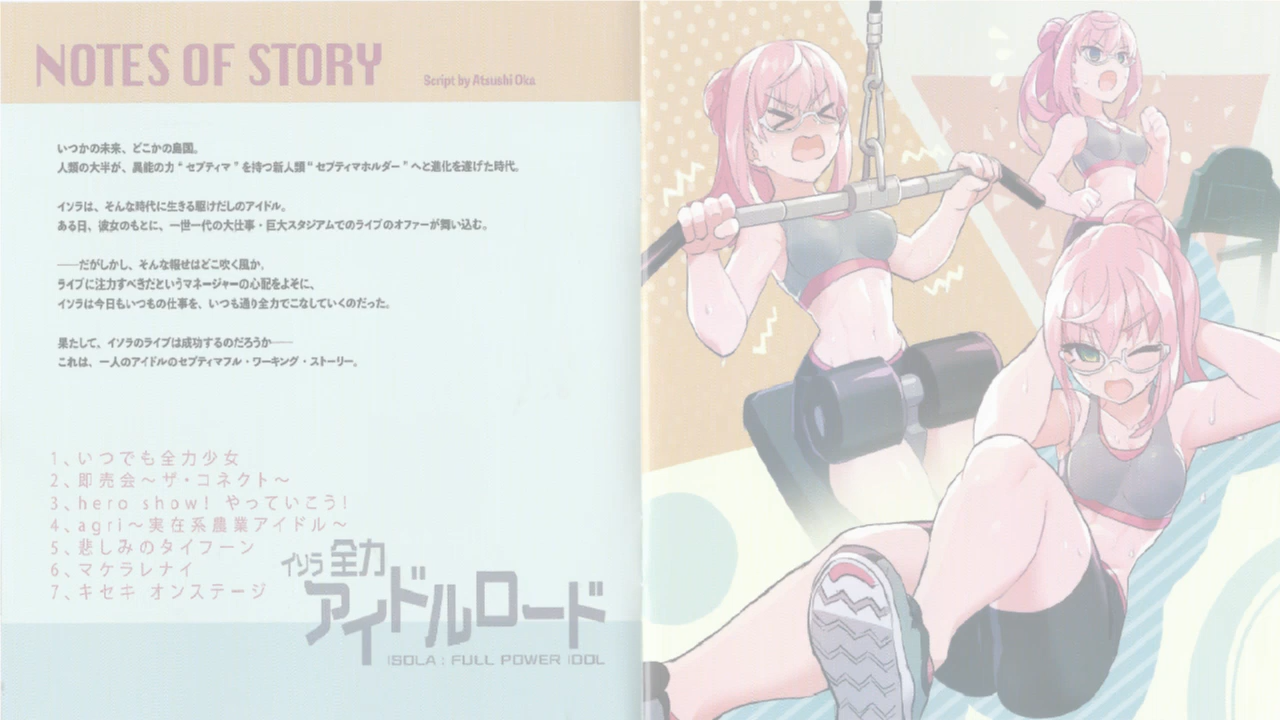 NOTES OF STORY
Script by Atsushi Oka
いつかの未来、どこかの島国。
人類の大半が、異能の力“セプティマ”を持つ新人類“セプティマホルダー”へと進化を遂げた時代。
イソラは、そんな時代に生きる駆けだしのアイドル。
ある日、彼女のもとに、一世一代の大仕事・巨大スタジアムでのライブのオファーが舞い込む。
――だがしかし、そんな報せはどこ吹く風か。
ライブに注力すべきだというマネージャーの心配をよそに、
イソラは今日もいつもの仕事を、いつも通り全力でこなしていくのだった。
果たして、イソラのライブは成功するのだろうか――
これは、一人のアイドルのセプティマフル・ワーキング・ストーリー。
1、いつでも全力少女
2、即売会～ザ・コネクト～
3、hero show! やっていこう!
4、agri～実在系農業アイドル～
5、悲しみのタイフーン
6、マケラレナイ
7、キセキ オンステージ
イソラ 全力
アイドルロード
ISOLA : FULL POWER IDOL